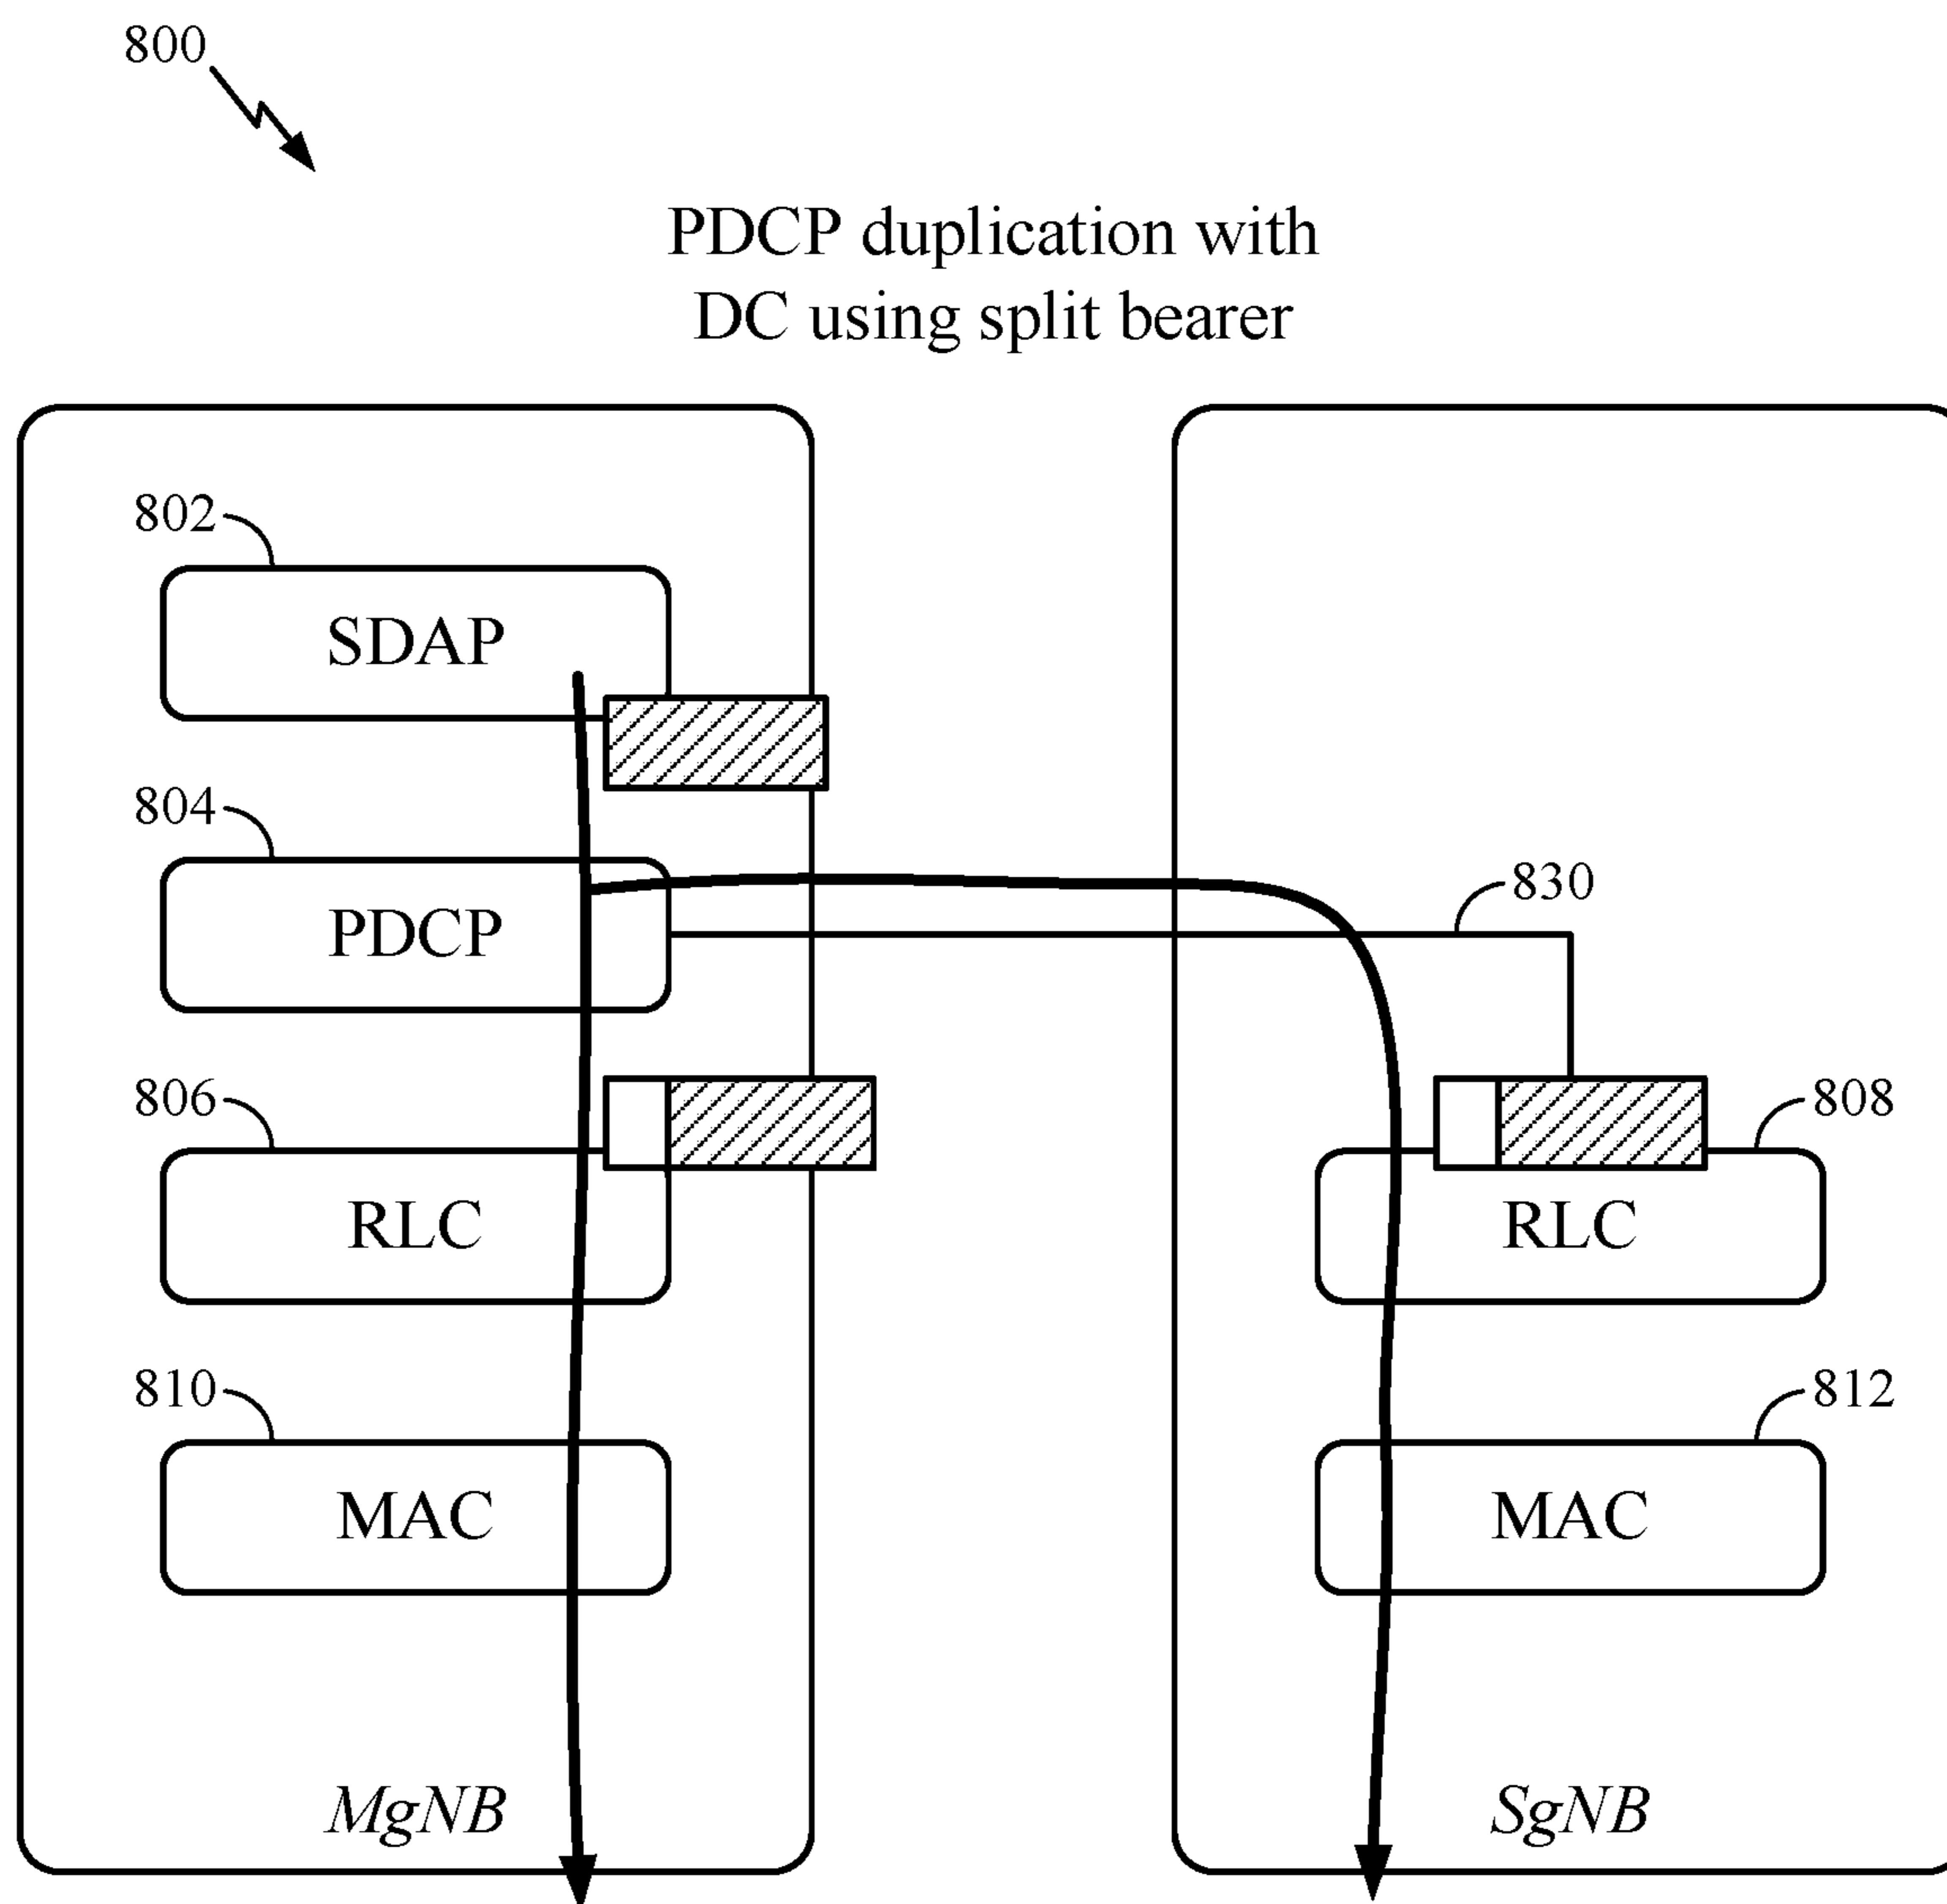 800
PDCP duplication with
DC using split bearer
802
SDAP
804
PDCP
830
806
RLC
808
RLC
810
MAC
812
MAC
MgNB
SgNB